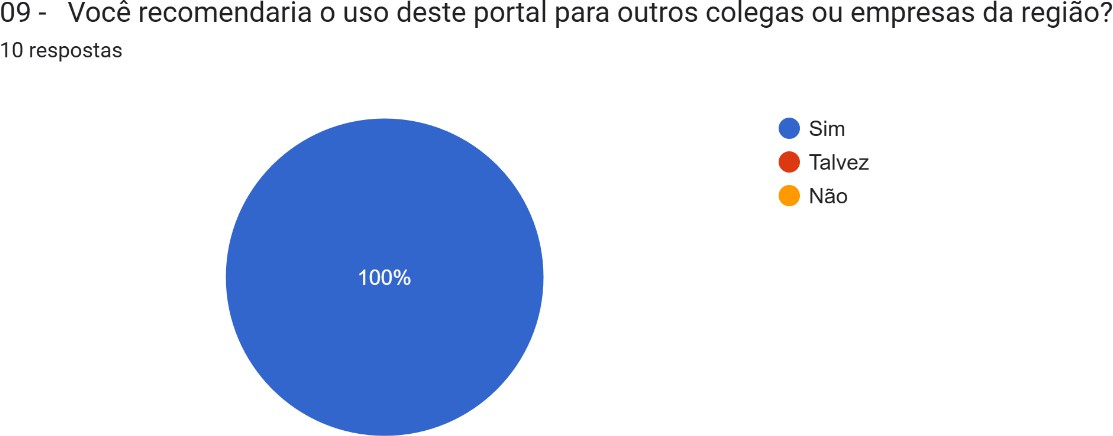 09 - Você recomendaria o uso deste portal para outros colegas ou empresas da região?
10 respostas
100%
Sim
Talvez
Não